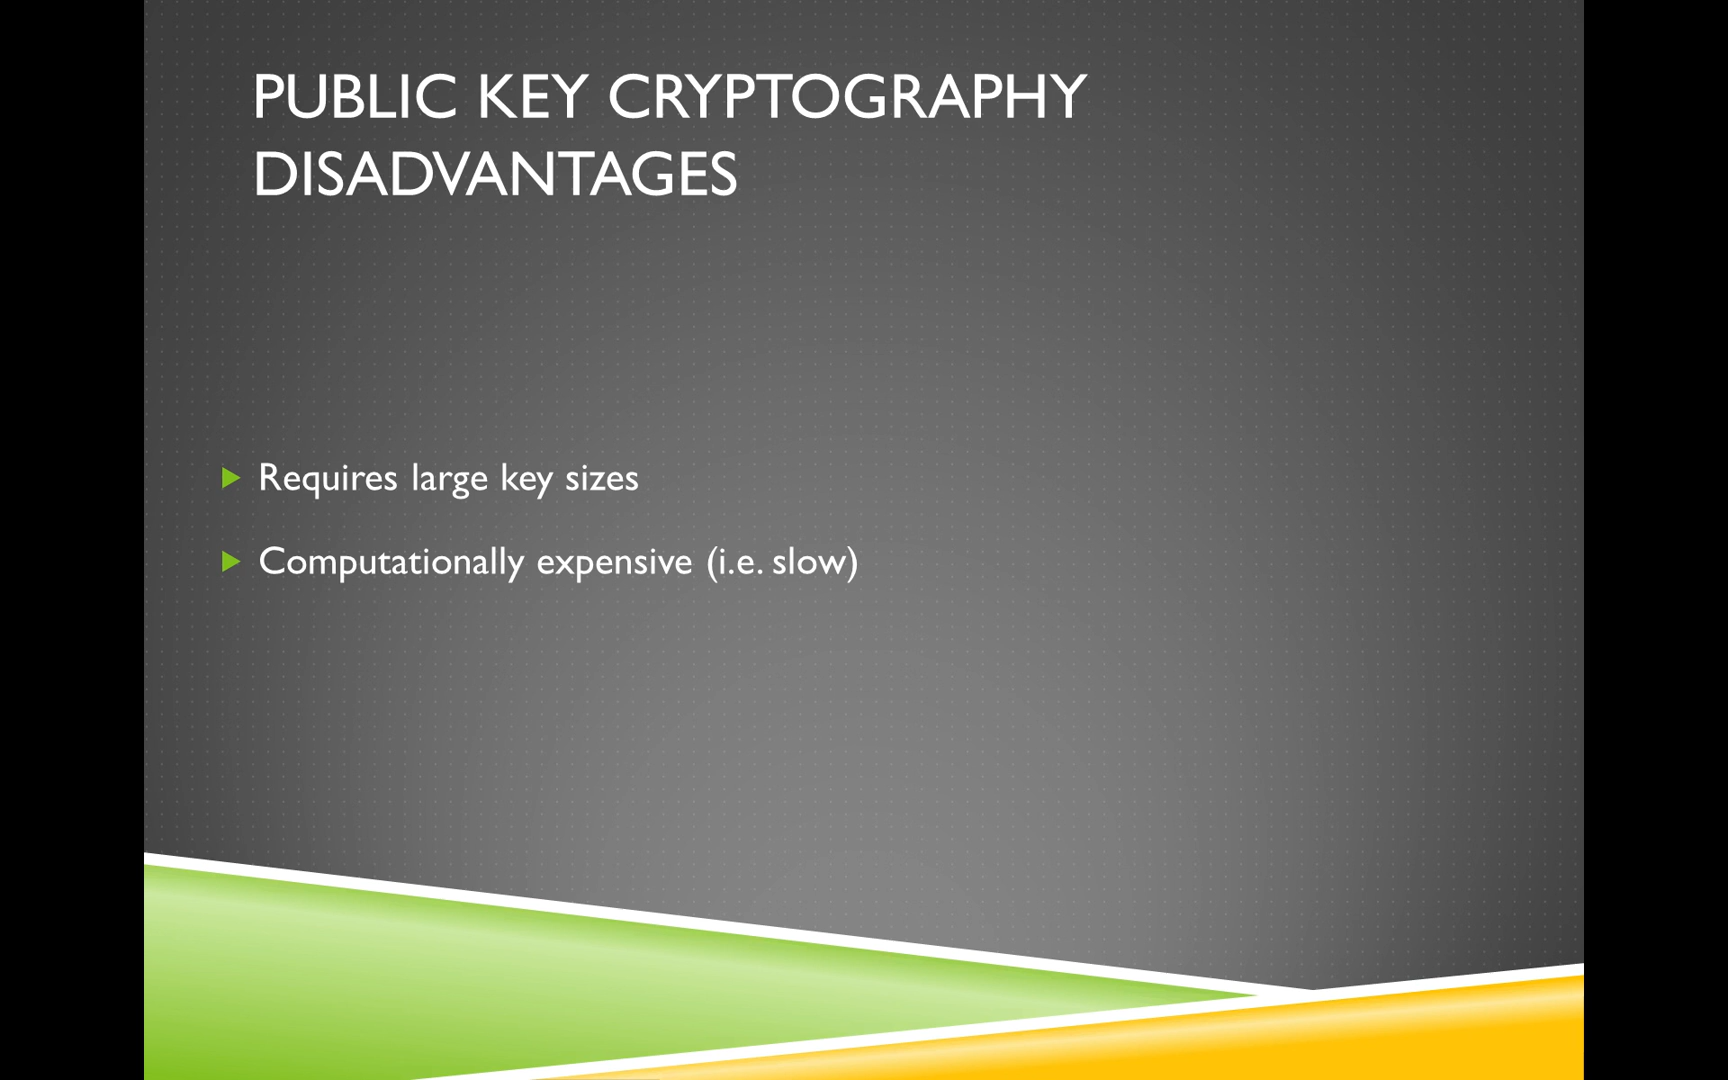 PUBLIC KEY CRYPTOGRAPHY
DISADVANTAGES
Requires large key sizes
Computationally expensive (i.e. slow)